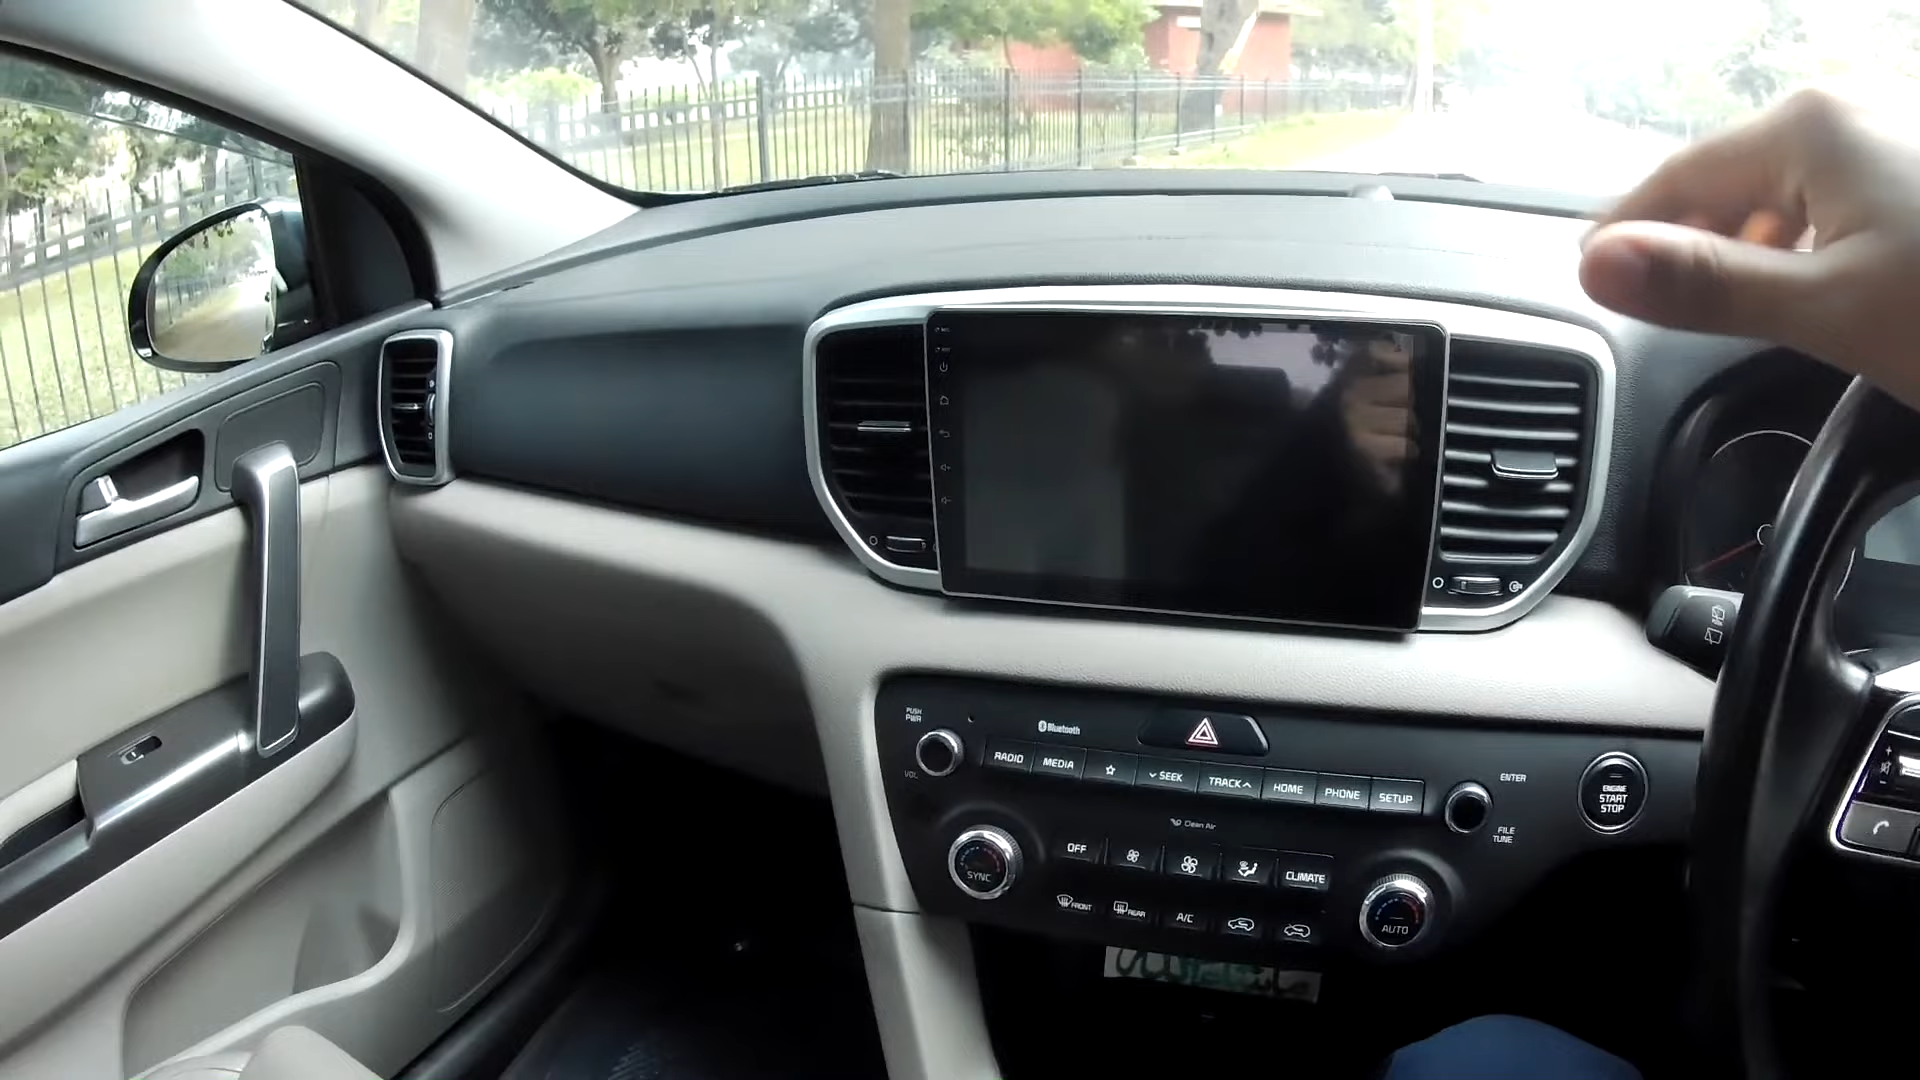 PUSH
PWR
Bluetooth
VOL
RADIO
MEDIA
SEEK
TRACK
HOME
PHONE
SETUP
ENTER
FILE
TUNE
ENGINE
START
STOP
Clean Air
SYNC
OFF
CLIMATE
FRONT
REAR
A/C
AUTO